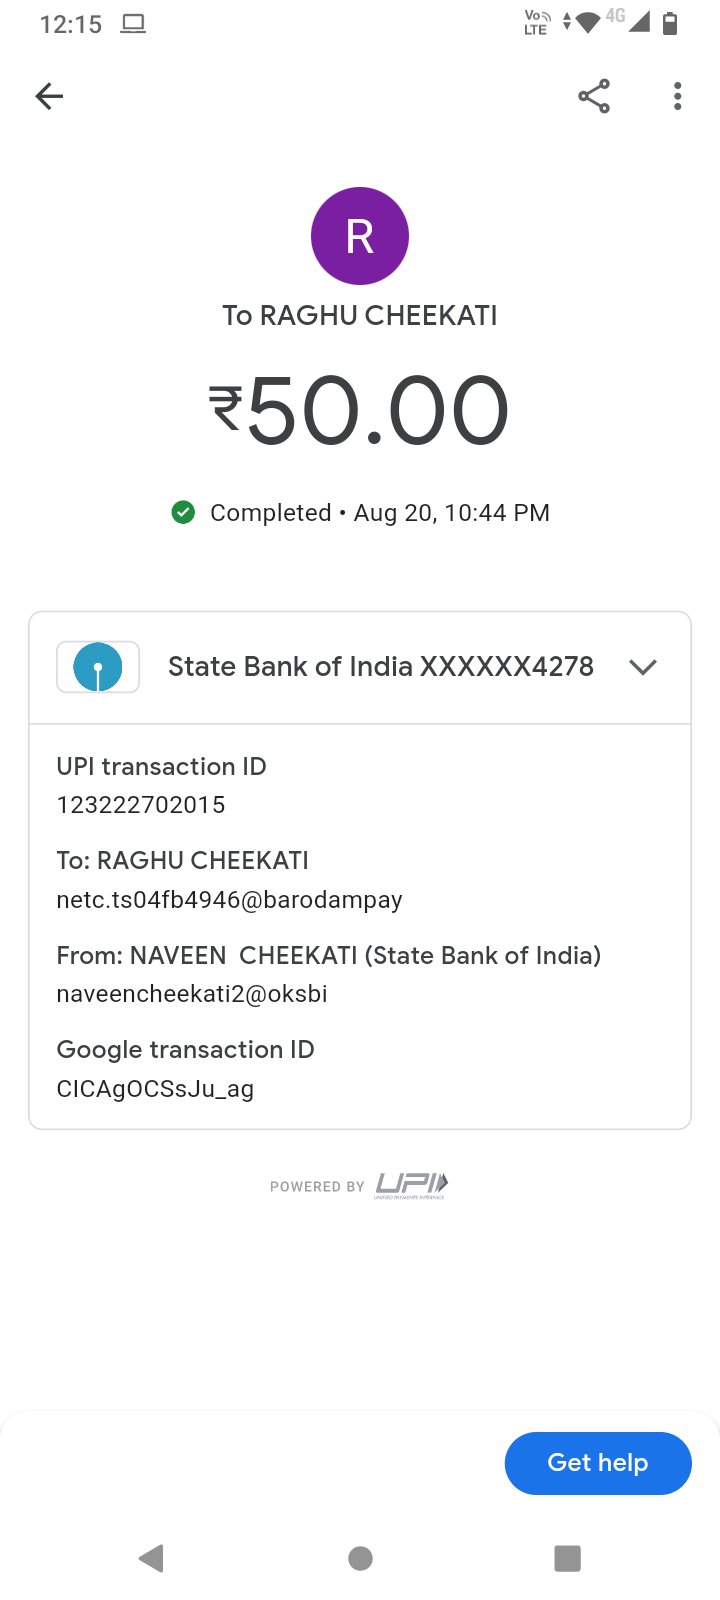 12:15
Vo LTE 4G
R
To RAGHU CHEEKATI
₹50.00
Completed • Aug 20, 10:44 PM
State Bank of India XXXXXX4278
UPI transaction ID
123222702015
To: RAGHU CHEEKATI
netc.ts04fb4946@barodampay
From: NAVEEN  CHEEKATI (State Bank of India)
naveencheekati2@oksbi
Google transaction ID
CICAgOCSsJu_ag
POWERED BY UPI
UNIFIED PAYMENTS INTERFACE
Get help